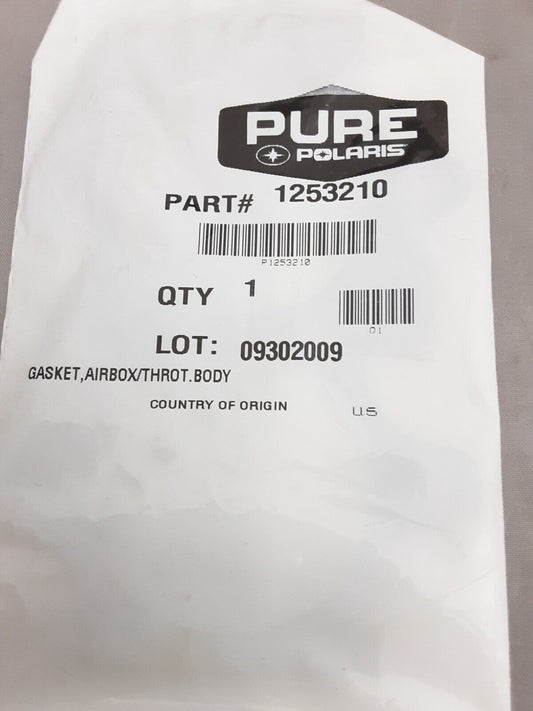 PURE
POLARIS
PART# 1253210
P1253210
QTY 1
01
LOT: 09302009
GASKET,AIRBOX/THROT.BODY
COUNTRY OF ORIGIN US